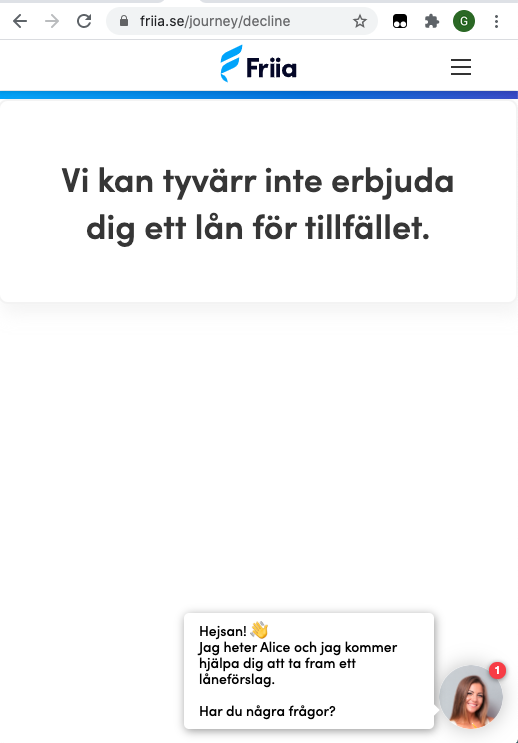 friia.se/journey/decline
G
Friia
Vi kan tyvärr inte erbjuda
dig ett lån för tillfället.
Hejsan! 👋
Jag heter Alice och jag kommer
hjälpa dig att ta fram ett
låneförslag.
Har du några frågor?
1